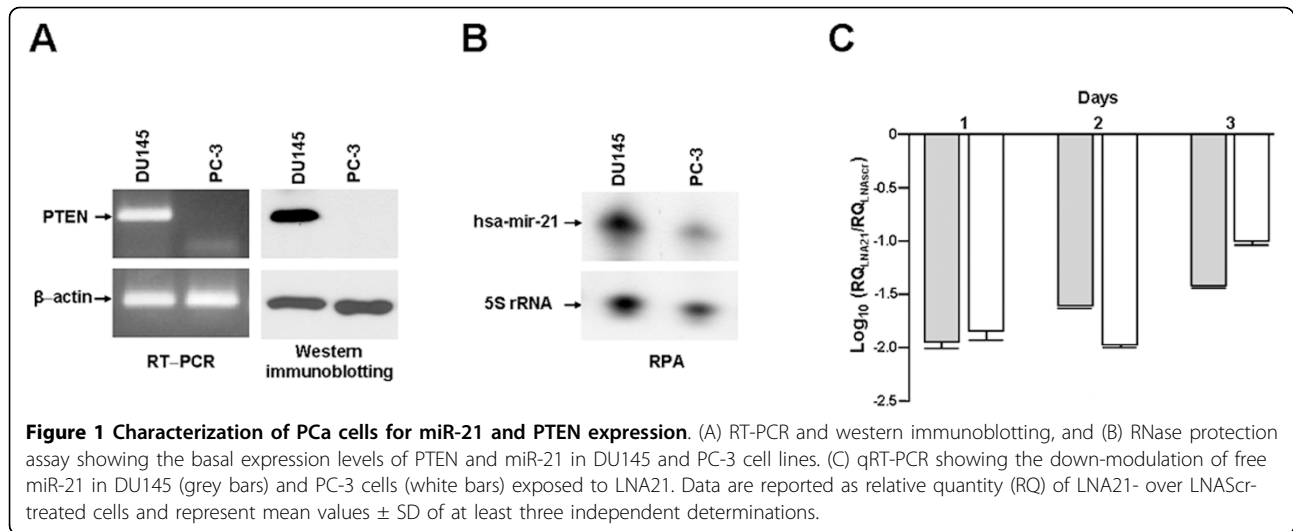 A
B
C
DU145
PC-3
DU145
PC-3
PTEN
β–actin
RT–PCR
Western
immunoblotting
DU145
PC-3
hsa-mir-21
5S rRNA
RPA
Days
1 2 3
0
-0.5
-1.0
-1.5
-2.0
-2.5
Log10 (RQLNA21/RQLNAscr)
Figure 1 Characterization of PCa cells for miR-21 and PTEN expression. (A) RT-PCR and western immunoblotting, and (B) RNase protection
assay showing the basal expression levels of PTEN and miR-21 in DU145 and PC-3 cell lines. (C) qRT-PCR showing the down-modulation of free
miR-21 in DU145 (grey bars) and PC-3 cells (white bars) exposed to LNA21. Data are reported as relative quantity (RQ) of LNA21- over LNAScr-
treated cells and represent mean values ± SD of at least three independent determinations.